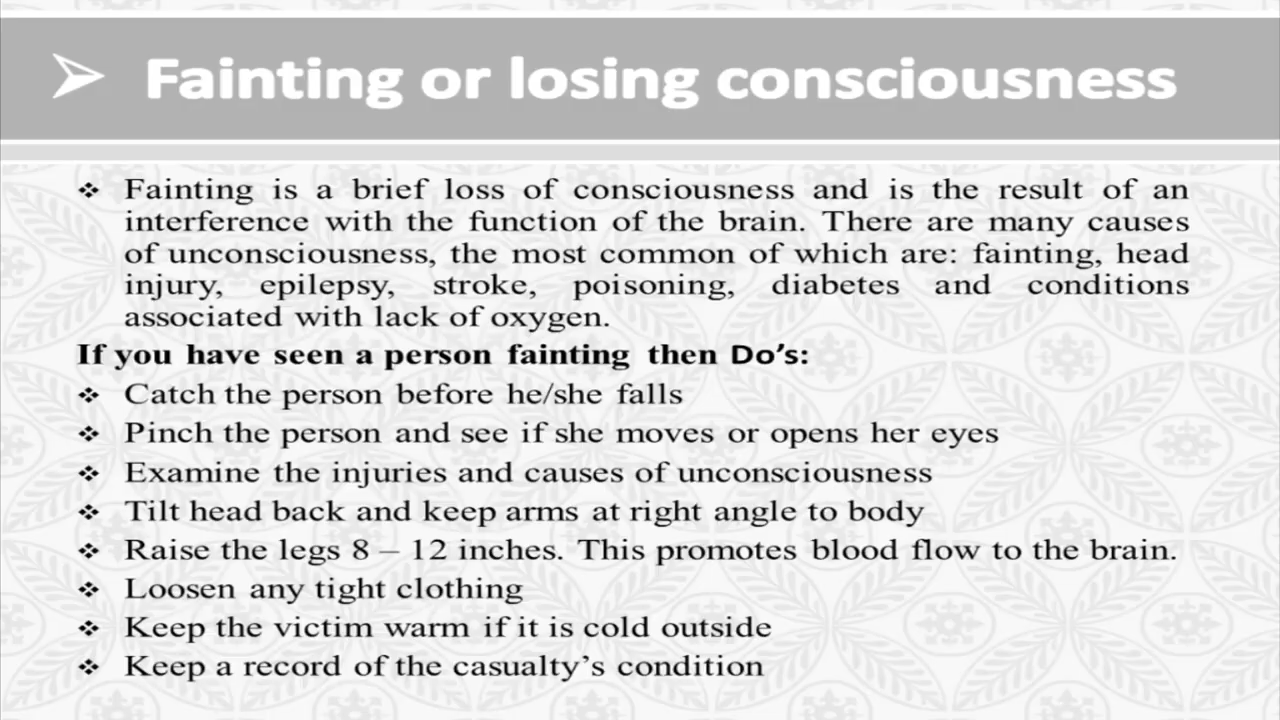 Fainting or losing consciousness
Fainting is a brief loss of consciousness and is the result of an
interference with the function of the brain. There are many causes
of unconsciousness, the most common of which are: fainting, head
injury, epilepsy, stroke, poisoning, diabetes and conditions
associated with lack of oxygen.
If you have seen a person fainting then Do's:
Catch the person before he/she falls
Pinch the person and see if she moves or opens her eyes
Examine the injuries and causes of unconsciousness
Tilt head back and keep arms at right angle to body
Raise the legs 8 – 12 inches. This promotes blood flow to the brain.
Loosen any tight clothing
Keep the victim warm if it is cold outside
Keep a record of the casualty's condition